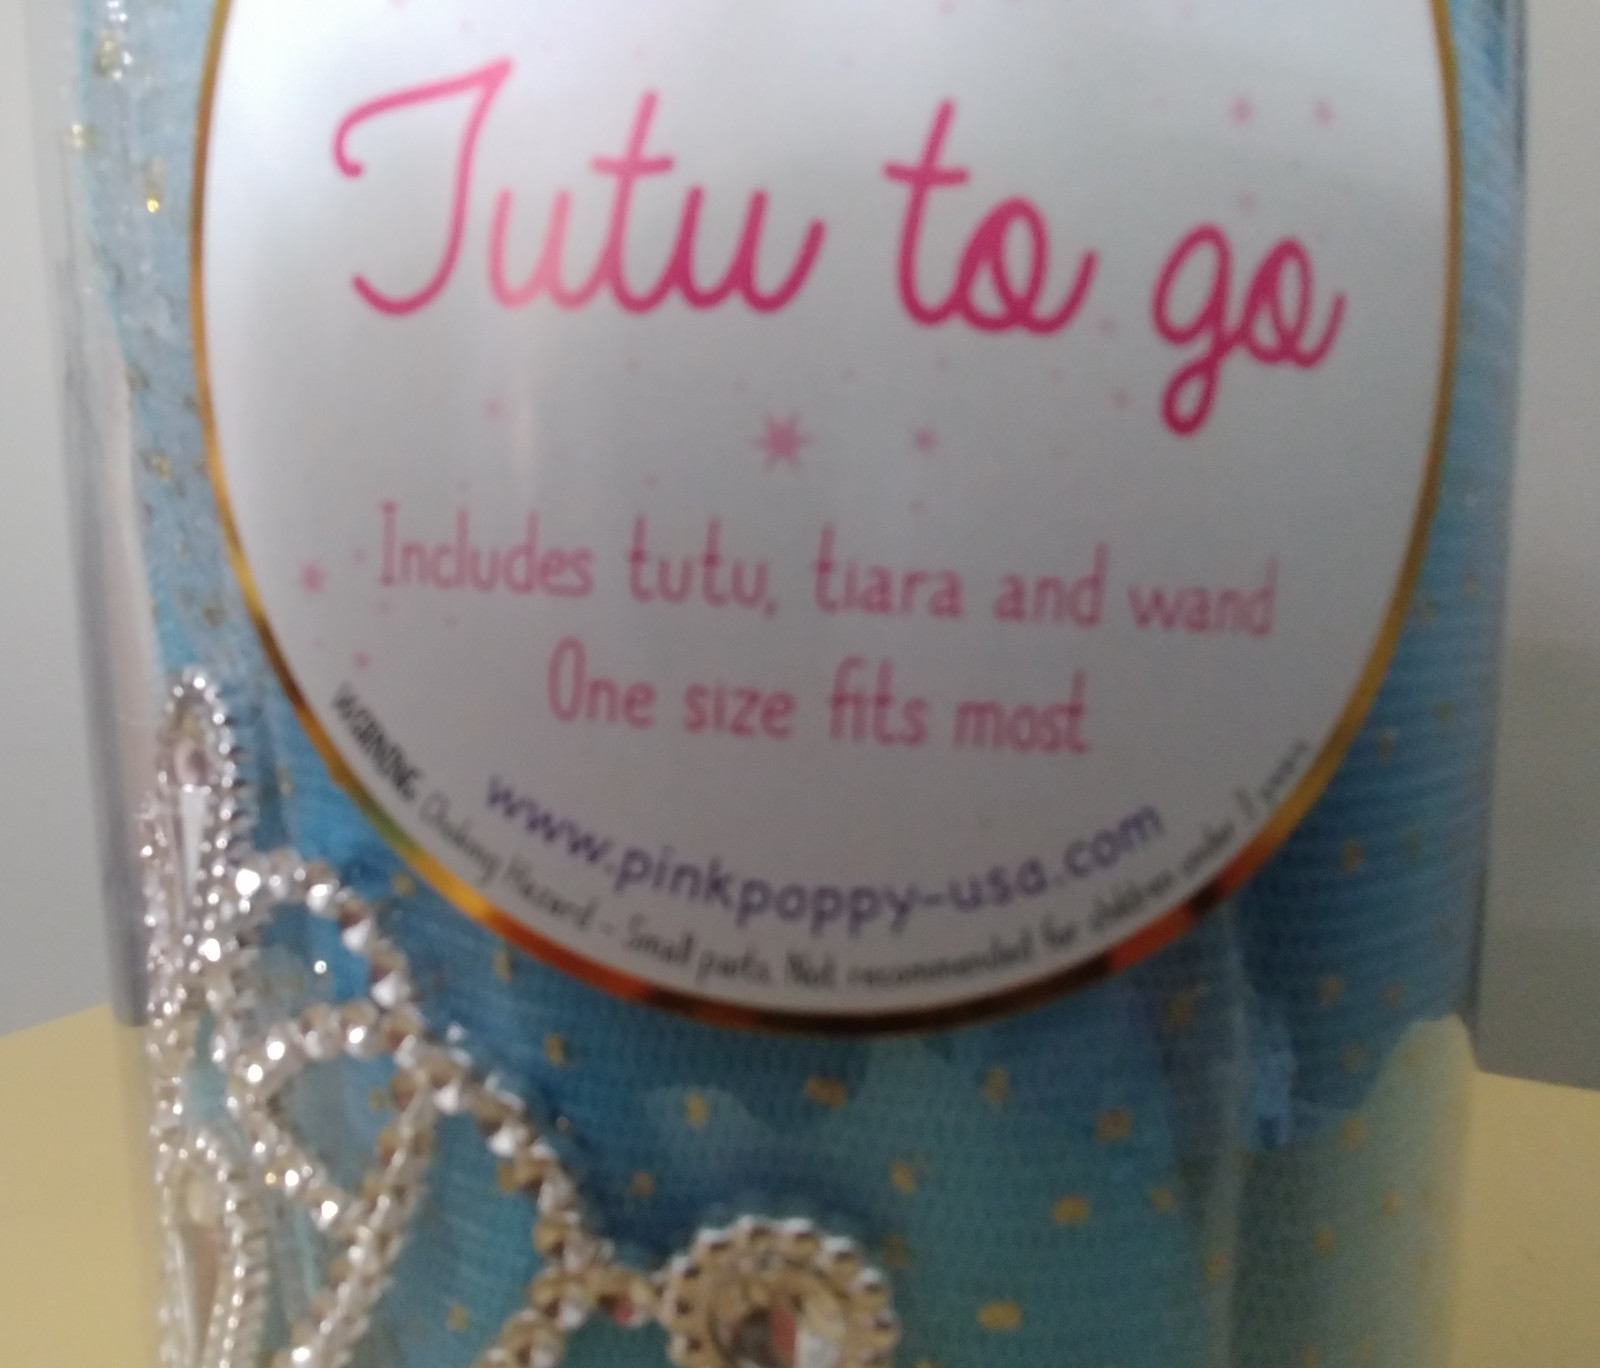 Tutu to go
Includes tutu, tiara and wand
One size fits most
www.pinkpoppy-usa.com
WARNING. Choking Hazard - Small parts. Not recommended for children under 3 years